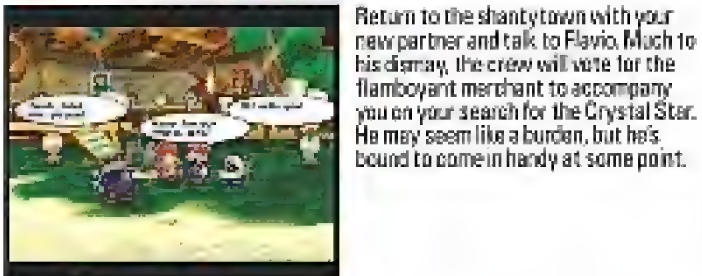 Return to the shantytown with your
new partner and talk to Flavio. Much to
his dismay, the crew will vote for the
flamboyant merchant to accompany
you on your search for the Crystal Star.
He may seem like a burden, but he's
bound to come in handy at some point.